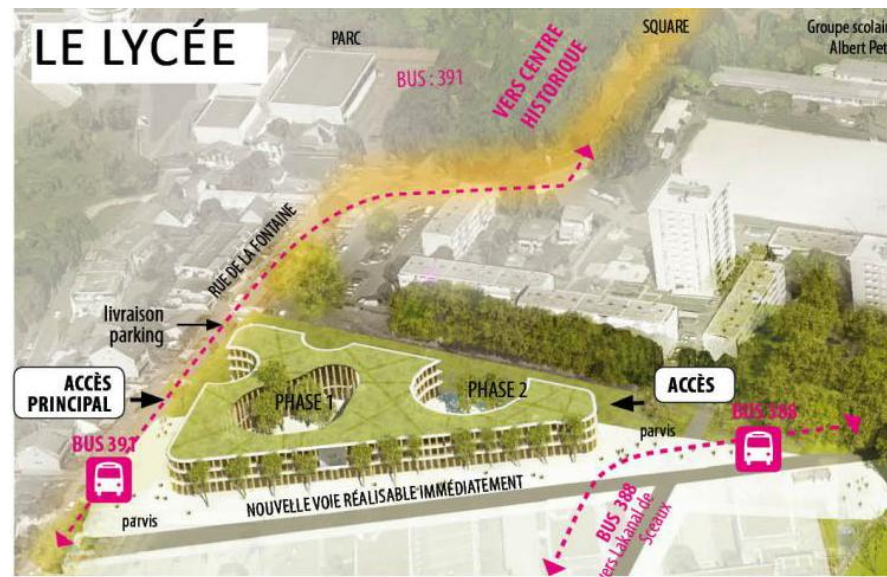 LE LYCÉE
PARC
SQUARE
Groupe scolai
Albert Pet
BUS : 391
VERS CENTRE
HISTORIQUE
RUE DE LA FONTAINE
livraison
parking
ACCÈS
PRINCIPAL
PHASE 1
PHASE 2
ACCÈS
BUS 391
BUS 388
parvis
parvis
NOUVELLE VOIE RÉALISABLE IMMÉDIATEMENT
BUS 388
vers Lakanal de
Sceaux